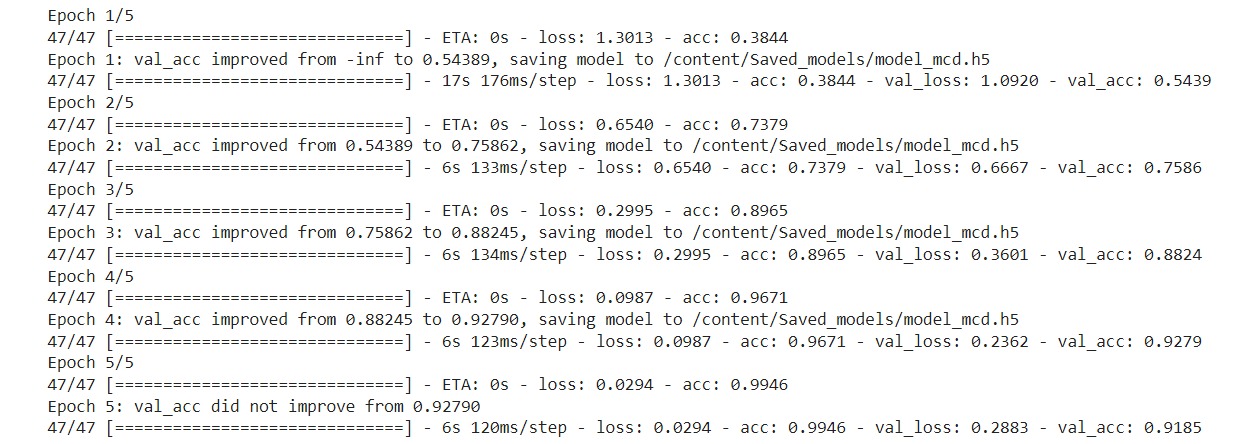 Epoch 1/5
47/47 [==============================] - ETA: 0s - loss: 1.3013 - acc: 0.3844
Epoch 1: val_acc improved from -inf to 0.54389, saving model to /content/Saved_models/model_mcd.h5
47/47 [==============================] - 17s 176ms/step - loss: 1.3013 - acc: 0.3844 - val_loss: 1.0920 - val_acc: 0.5439
Epoch 2/5
47/47 [==============================] - ETA: 0s - loss: 0.6540 - acc: 0.7379
Epoch 2: val_acc improved from 0.54389 to 0.75862, saving model to /content/Saved_models/model_mcd.h5
47/47 [==============================] - 6s 133ms/step - loss: 0.6540 - acc: 0.7379 - val_loss: 0.6667 - val_acc: 0.7586
Epoch 3/5
47/47 [==============================] - ETA: 0s - loss: 0.2995 - acc: 0.8965
Epoch 3: val_acc improved from 0.75862 to 0.88245, saving model to /content/Saved_models/model_mcd.h5
47/47 [==============================] - 6s 134ms/step - loss: 0.2995 - acc: 0.8965 - val_loss: 0.3601 - val_acc: 0.8824
Epoch 4/5
47/47 [==============================] - ETA: 0s - loss: 0.0987 - acc: 0.9671
Epoch 4: val_acc improved from 0.88245 to 0.92790, saving model to /content/Saved_models/model_mcd.h5
47/47 [==============================] - 6s 123ms/step - loss: 0.0987 - acc: 0.9671 - val_loss: 0.2362 - val_acc: 0.9279
Epoch 5/5
47/47 [==============================] - ETA: 0s - loss: 0.0294 - acc: 0.9946
Epoch 5: val_acc did not improve from 0.92790
47/47 [==============================] - 6s 120ms/step - loss: 0.0294 - acc: 0.9946 - val_loss: 0.2883 - val_acc: 0.9185